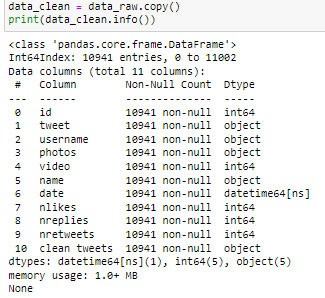 data_clean = data_raw.copy()
print(data_clean.info())
<class 'pandas.core.frame.DataFrame'>
Int64Index: 10941 entries, 0 to 11002
Data columns (total 11 columns):
 #   Column        Non-Null Count  Dtype
---  ------        --------------  -----
 0   id            10941 non-null  int64
 1   tweet         10941 non-null  object
 2   username      10941 non-null  object
 3   photos        10941 non-null  object
 4   video         10941 non-null  int64
 5   name          10941 non-null  object
 6   date          10941 non-null  datetime64[ns]
 7   nlikes        10941 non-null  int64
 8   nreplies      10941 non-null  int64
 9   nretweets     10941 non-null  int64
 10  clean tweets  10941 non-null  object
dtypes: datetime64[ns](1), int64(5), object(5)
memory usage: 1.0+ MB
None